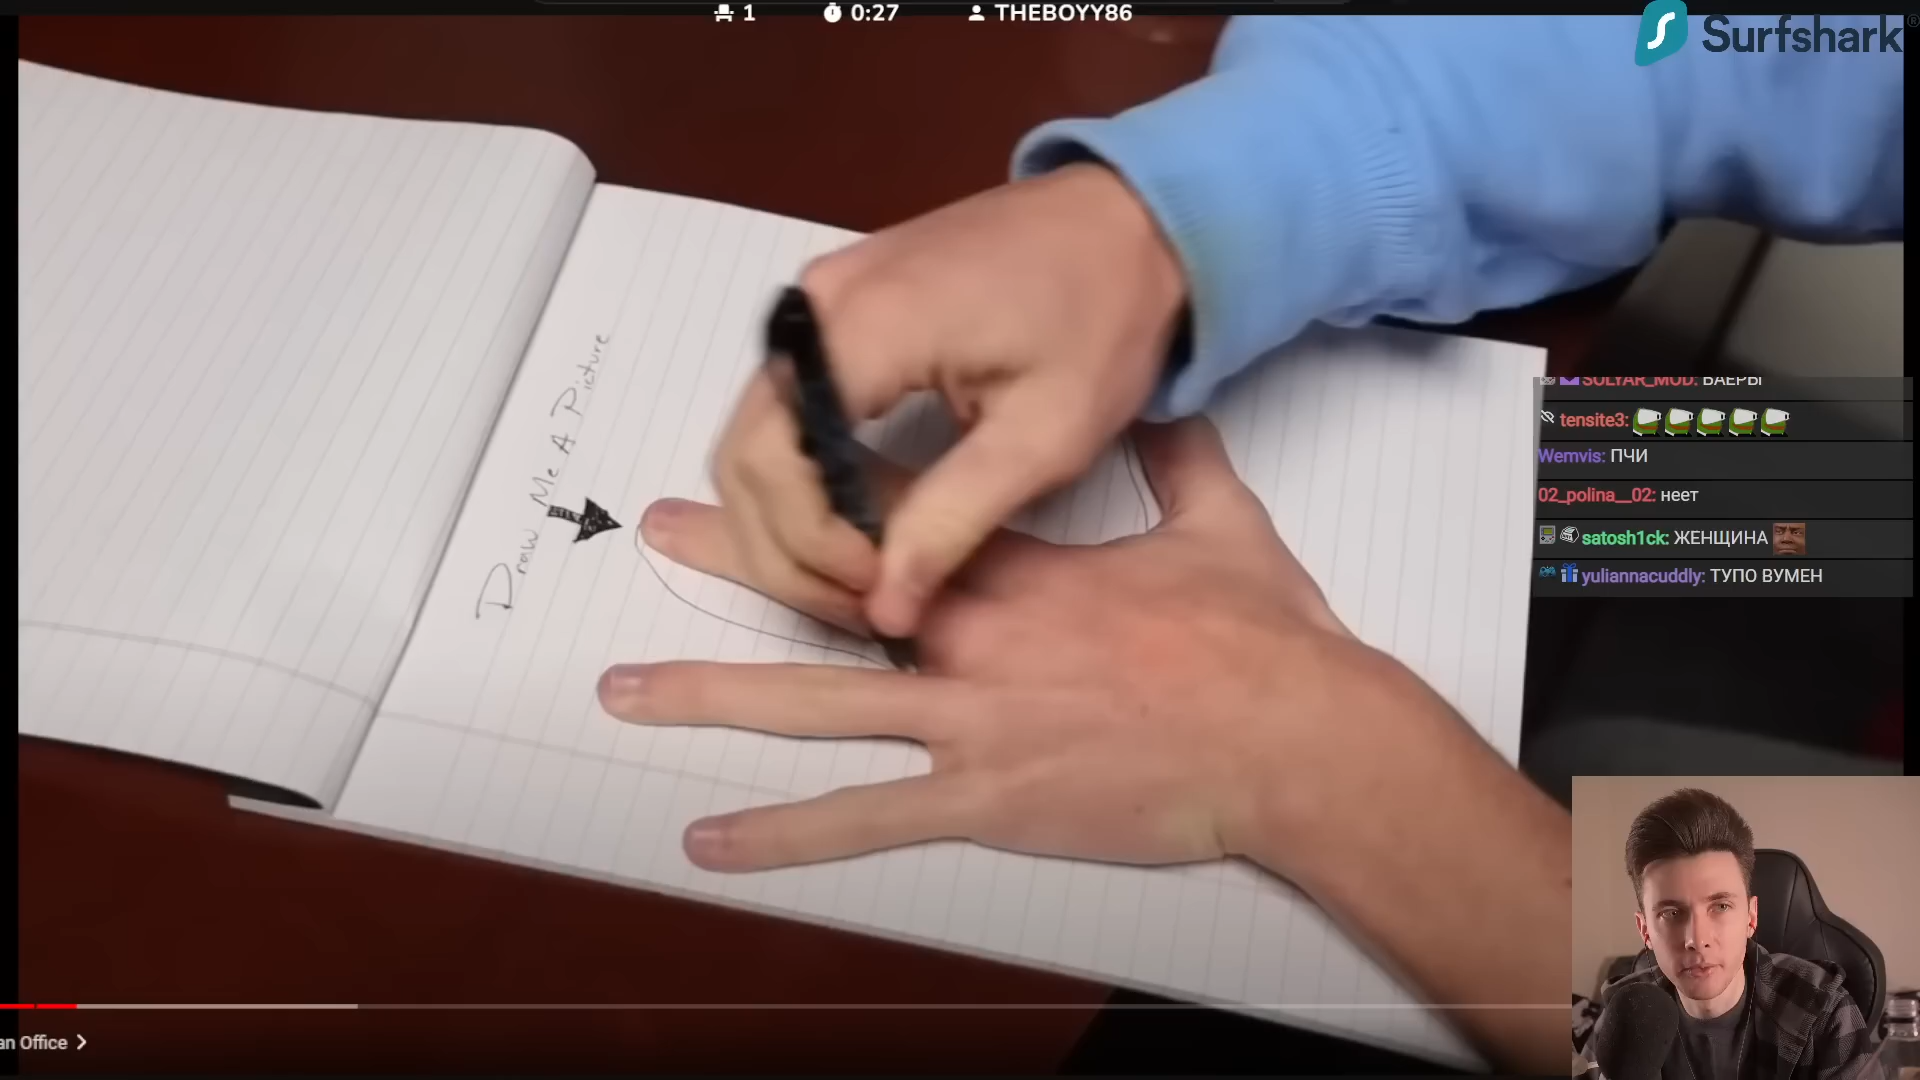 1 0:27 THEBOYY86
Surfshark®
Draw Me A Picture
SOLYAR_MOD: ВАЕРЫ
tensite3:
Wemvis: ПЧИ
02_polina__02: неет
satosh1ck: ЖЕНЩИНА
yuliannacuddly: ТУПО ВУМЕН
an Office >